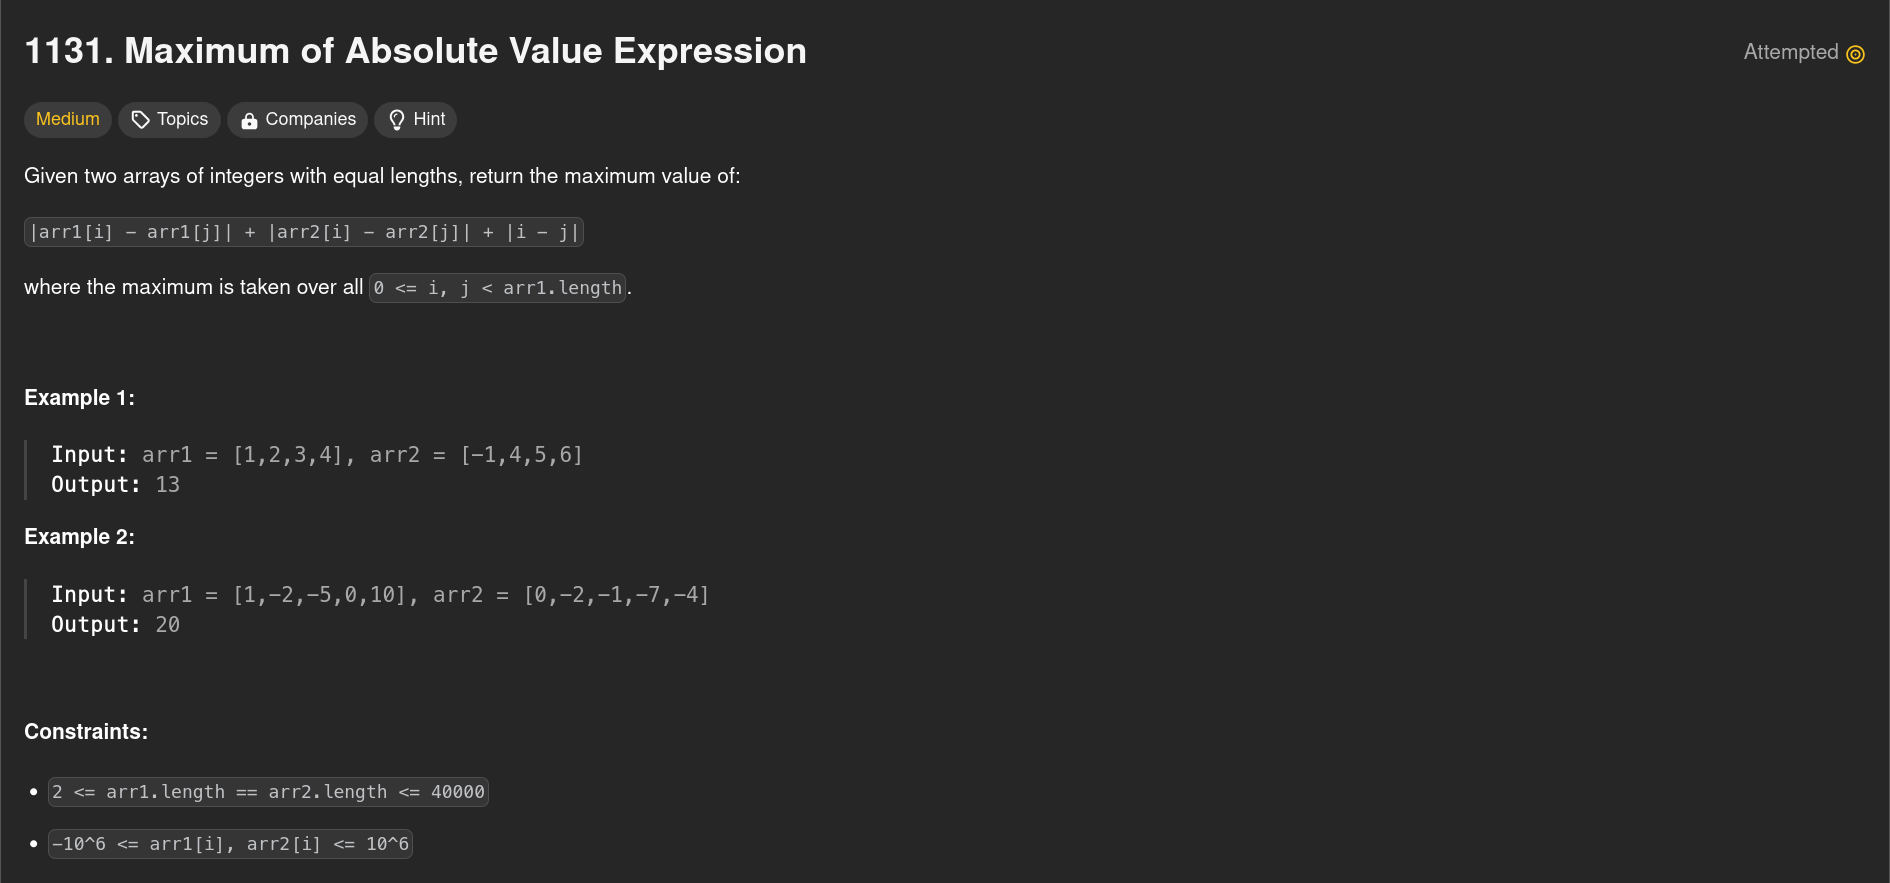 1131. Maximum of Absolute Value Expression
Attempted
Medium Topics Companies Hint
Given two arrays of integers with equal lengths, return the maximum value of:
|arr1[i] - arr1[j]| + |arr2[i] - arr2[j]| + |i - j|
where the maximum is taken over all 0 <= i, j < arr1.length.
Example 1:
Input: arr1 = [1,2,3,4], arr2 = [-1,4,5,6]
Output: 13
Example 2:
Input: arr1 = [1,-2,-5,0,10], arr2 = [0,-2,-1,-7,-4]
Output: 20
Constraints:
• 2 <= arr1.length == arr2.length <= 40000
• -10^6 <= arr1[i], arr2[i] <= 10^6